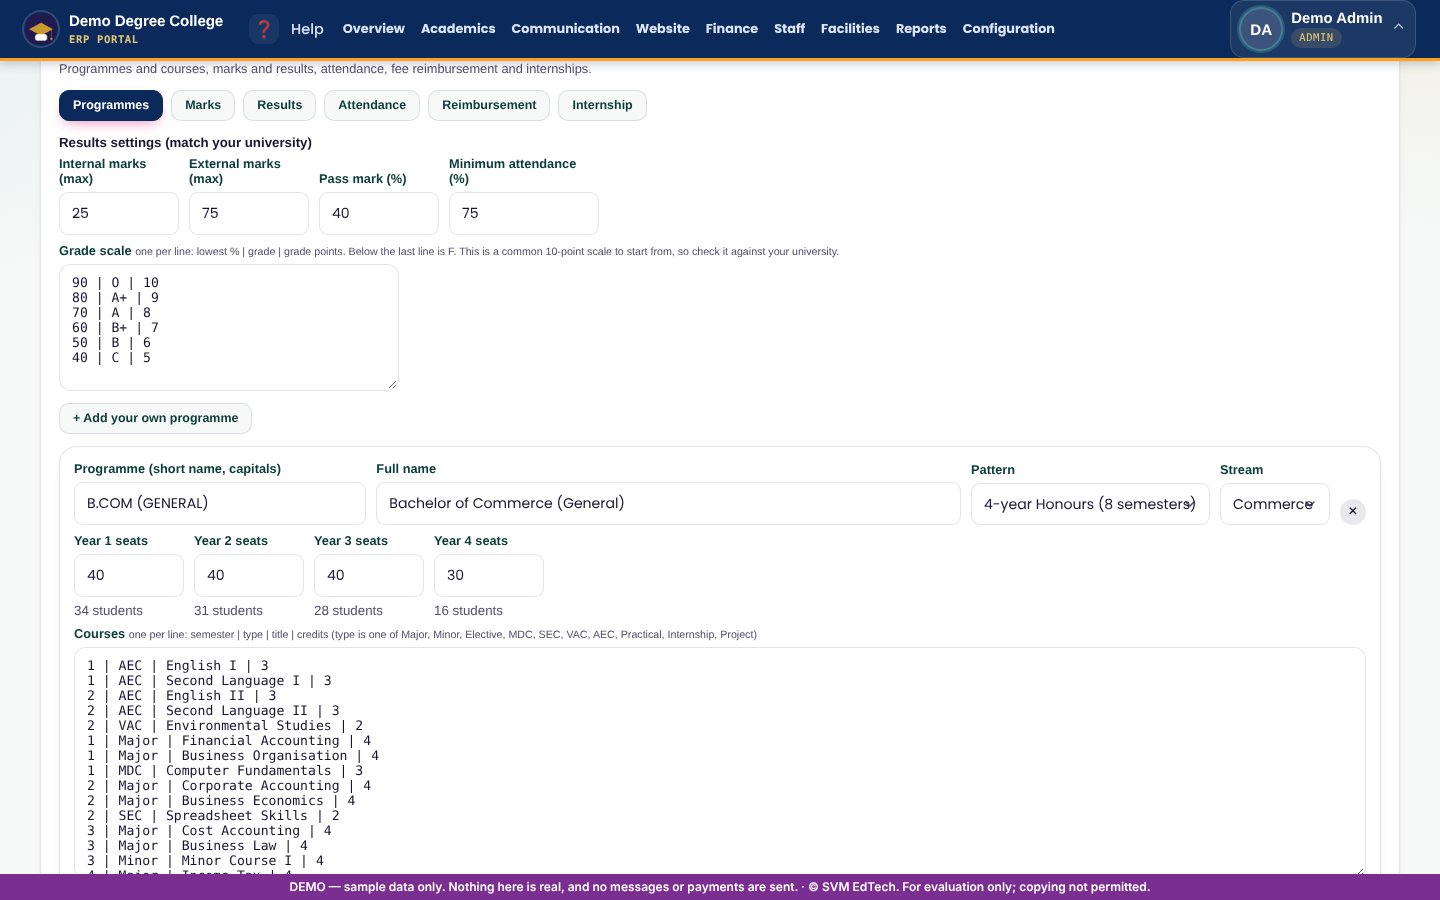 Demo Degree College
ERP PORTAL
❓ Help Overview Academics Communication Website Finance Staff Facilities Reports Configuration
DA
Demo Admin
ADMIN
Programmes and courses, marks and results, attendance, fee reimbursement and internships.
Programmes Marks Results Attendance Reimbursement Internship
Results settings (match your university)
Internal marks (max) External marks (max) Pass mark (%) Minimum attendance (%)
25 75 40 75
Grade scale one per line: lowest % | grade | grade points. Below the last line is F. This is a common 10-point scale to start from, so check it against your university.
90 | O | 10
80 | A+ | 9
70 | A | 8
60 | B+ | 7
50 | B | 6
40 | C | 5
+ Add your own programme
Programme (short name, capitals) Full name Pattern Stream
B.COM (GENERAL) Bachelor of Commerce (General) 4-year Honours (8 semesters) Commerce ×
Year 1 seats Year 2 seats Year 3 seats Year 4 seats
40 40 40 30
34 students 31 students 28 students 16 students
Courses one per line: semester | type | title | credits (type is one of Major, Minor, Elective, MDC, SEC, VAC, AEC, Practical, Internship, Project)
1 | AEC | English I | 3
1 | AEC | Second Language I | 3
2 | AEC | English II | 3
2 | AEC | Second Language II | 3
2 | VAC | Environmental Studies | 2
1 | Major | Financial Accounting | 4
1 | Major | Business Organisation | 4
1 | MDC | Computer Fundamentals | 3
2 | Major | Corporate Accounting | 4
2 | Major | Business Economics | 4
2 | SEC | Spreadsheet Skills | 2
3 | Major | Cost Accounting | 4
3 | Major | Business Law | 4
3 | Minor | Minor Course I | 4
4 | Major | Income Tax | 4
DEMO — sample data only. Nothing here is real, and no messages or payments are sent. · © SVM EdTech. For evaluation only; copying not permitted.